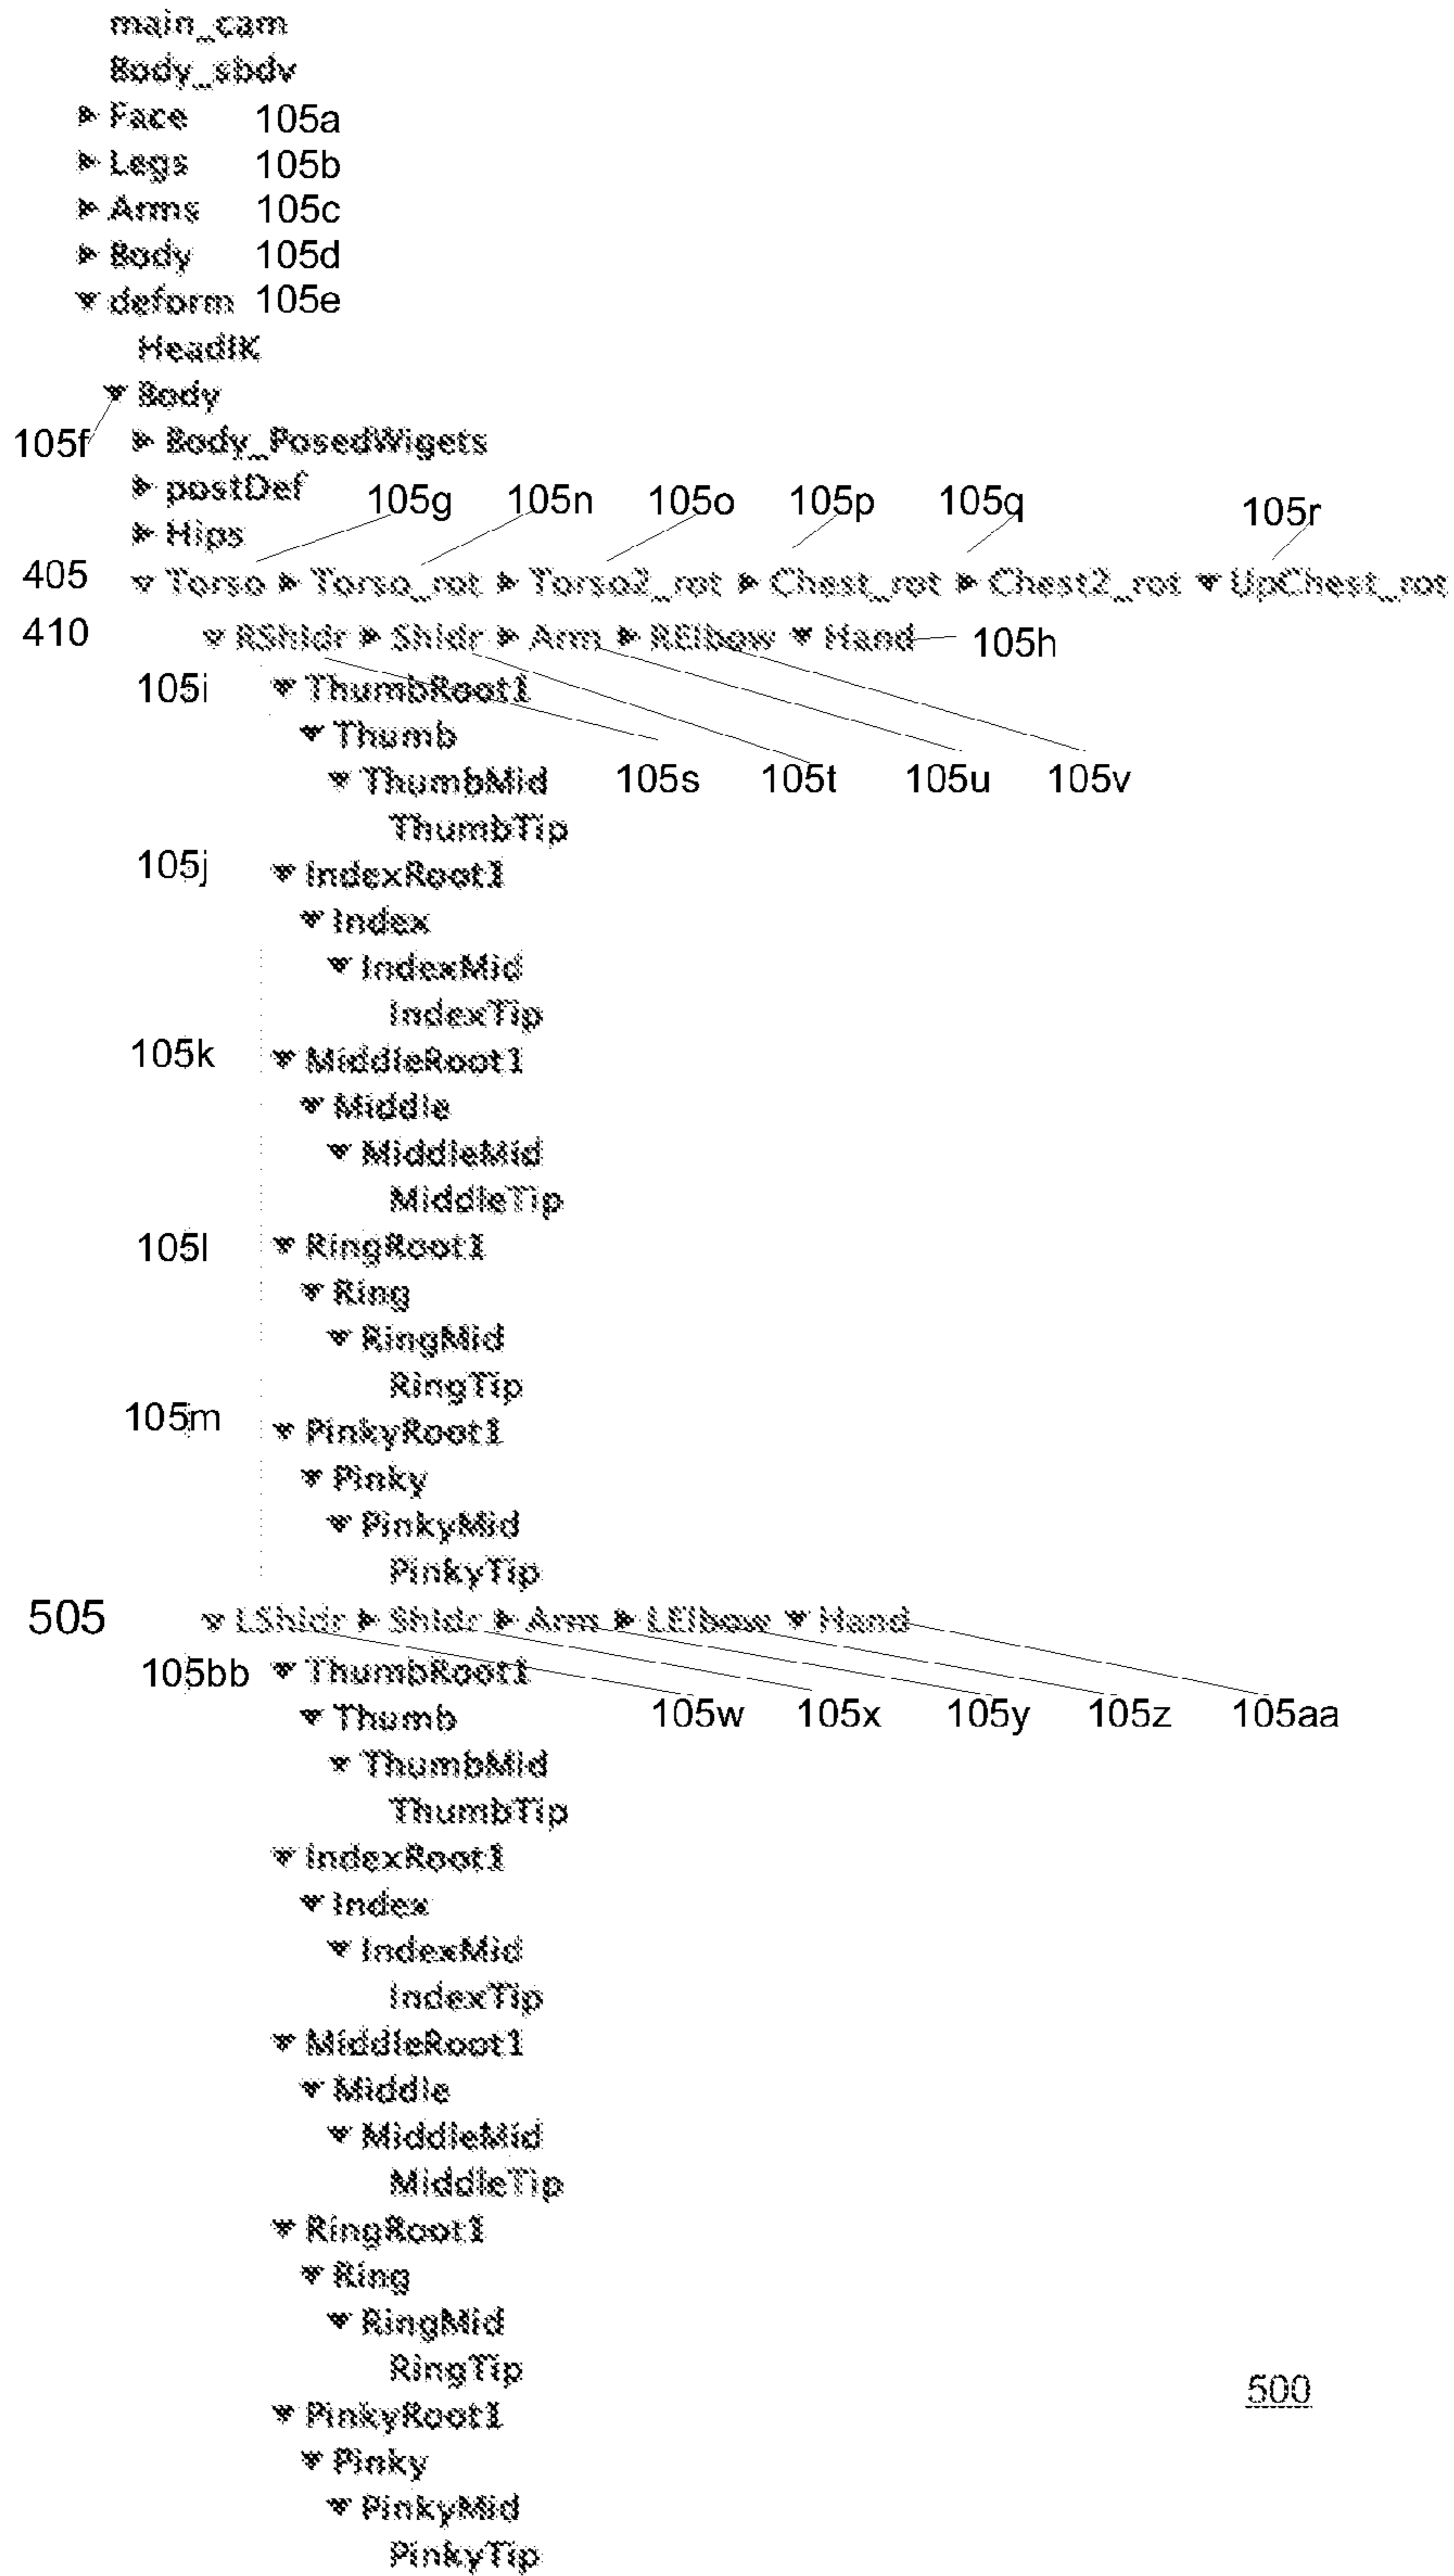 main_cam
Body_sbdv
Face 105a
Legs 105b
Arms 105c
Body 105d
deform 105e
HeadIK
Body
105f Body_PosedWigets
postDef 105g 105n 105o 105p 105q 105r
Hips
405 Torso Torso_rot Torso2_rot Chest_rot Chest2_rot UpChest_rot
410 RShldr Shldr Arm RElbow Hand 105h
105i ThumbRoot1
Thumb
ThumbMid 105s 105t 105u 105v
ThumbTip
105j IndexRoot1
Index
IndexMid
IndexTip
105k MiddleRoot1
Middle
MiddleMid
MiddleTip
105l RingRoot1
Ring
RingMid
RingTip
105m PinkyRoot1
Pinky
PinkyMid
PinkyTip
505 LShldr Shldr Arm LElbow Hand
105bb ThumbRoot1
Thumb 105w 105x 105y 105z 105aa
ThumbMid
ThumbTip
IndexRoot1
Index
IndexMid
IndexTip
MiddleRoot1
Middle
MiddleMid
MiddleTip
RingRoot1
Ring
RingMid
RingTip
500
PinkyRoot1
Pinky
PinkyMid
PinkyTip